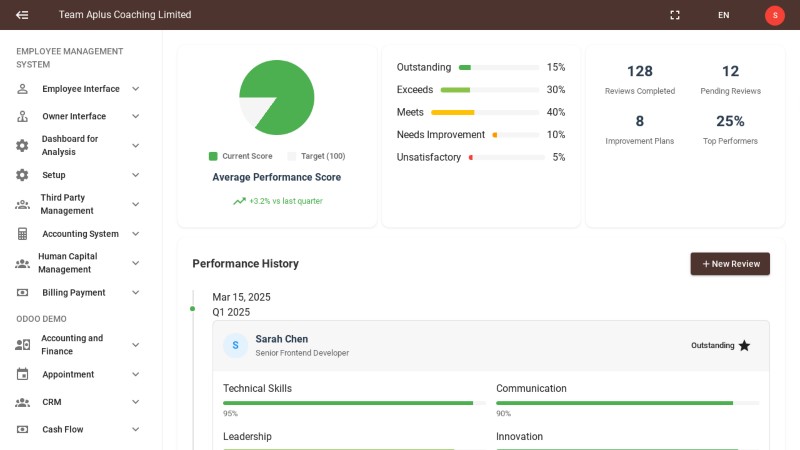 Team Aplus Coaching Limited
EN
S
EMPLOYEE MANAGEMENT
SYSTEM
Employee Interface
Owner Interface
Dashboard for
Analysis
Setup
Third Party
Management
Accounting System
Human Capital
Management
Billing Payment
ODOO DEMO
Accounting and
Finance
Appointment
CRM
Cash Flow
Current Score
Target (100)
Average Performance Score
+3.2% vs last quarter
Outstanding 15%
Exceeds 30%
Meets 40%
Needs Improvement 10%
Unsatisfactory 5%
128
Reviews Completed
12
Pending Reviews
8
Improvement Plans
25%
Top Performers
Performance History
+ New Review
Mar 15, 2025
Q1 2025
S
Sarah Chen
Senior Frontend Developer
Outstanding
Technical Skills
95%
Communication
90%
Leadership
Innovation